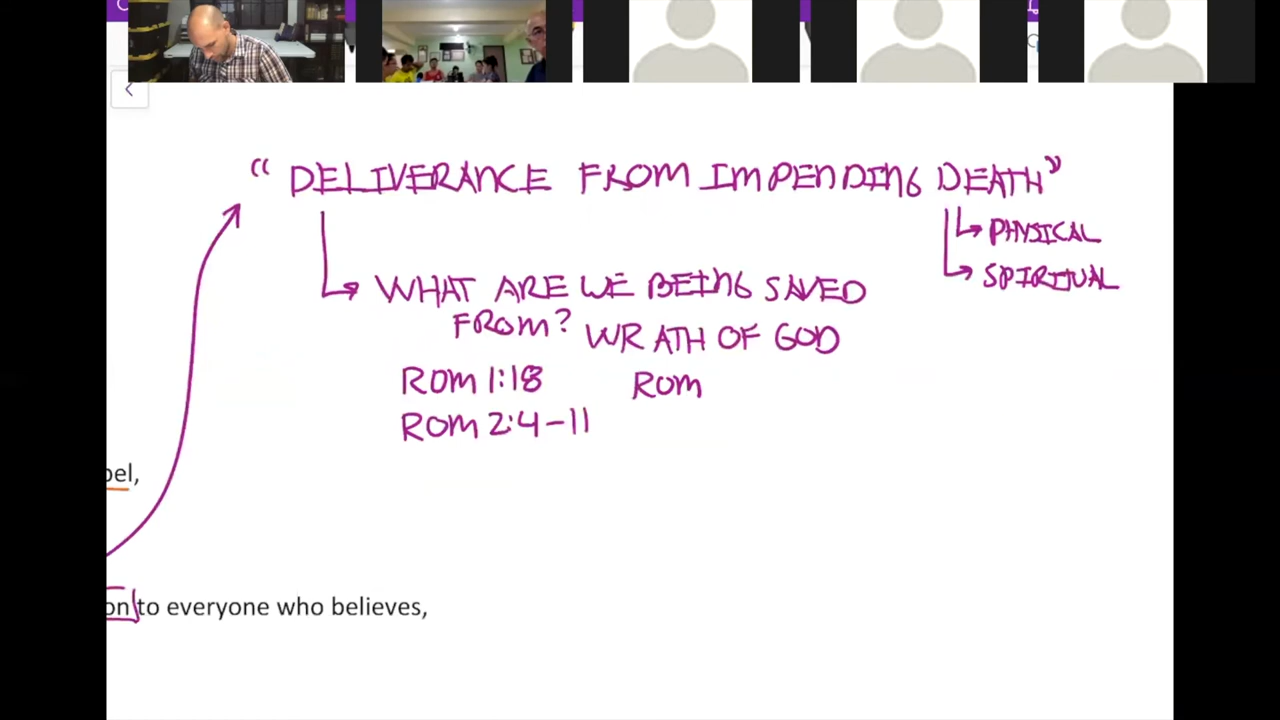 “DELIVERANCE FROM IMPENDING DEATH”
PHYSICAL
SPIRITUAL
WHAT ARE WE BEING SAVED
FROM? WRATH OF GOD
ROM 1:18 ROM
ROM 2:4-11
pel,
on to everyone who believes,